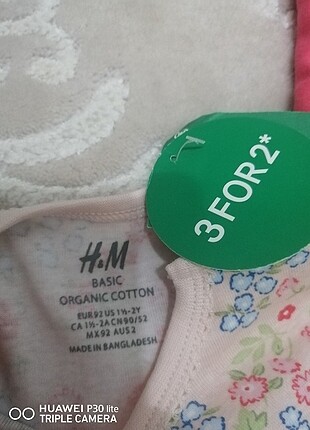 3 FOR 2*
H&M
BASIC
ORGANIC COTTON
EUR 92 US 1½-2Y
CA 1½-2A CN 90/52
MX 92 AUS 2
MADE IN BANGLADESH
HUAWEI P30 lite
TRIPLE CAMERA